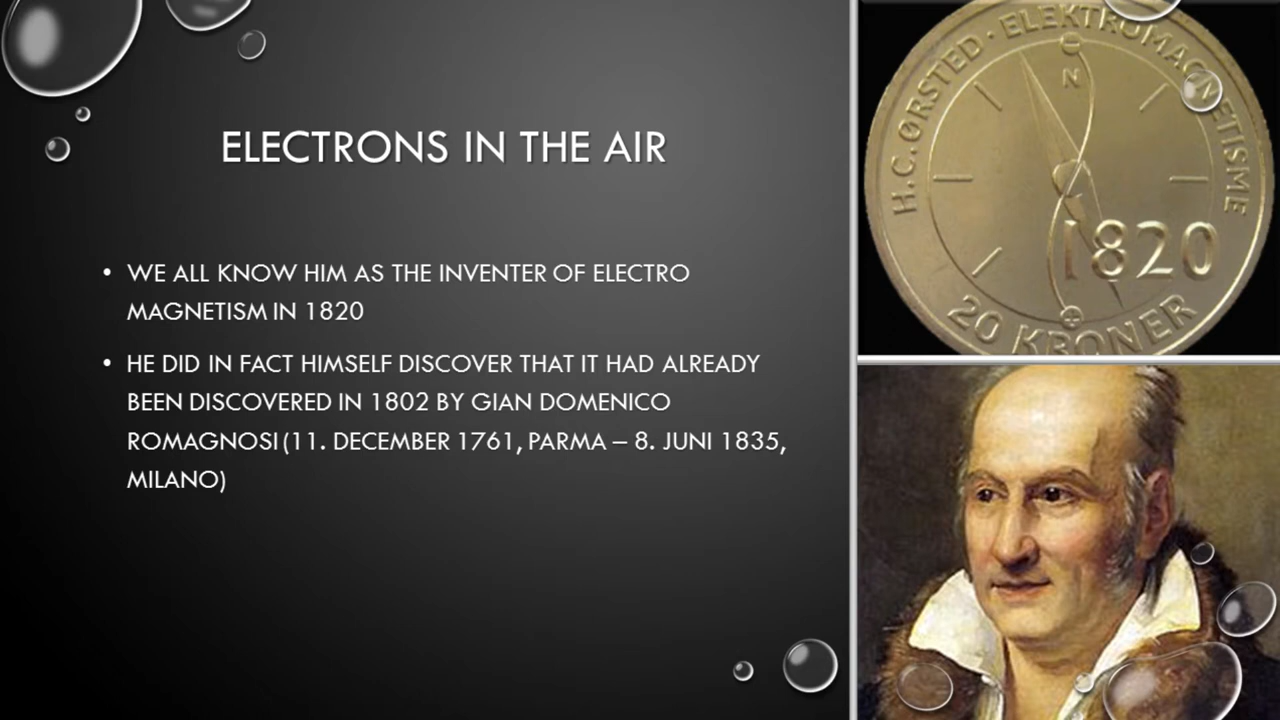 ELECTRONS IN THE AIR
• WE ALL KNOW HIM AS THE INVENTER OF ELECTRO
MAGNETISM IN 1820
• HE DID IN FACT HIMSELF DISCOVER THAT IT HAD ALREADY
BEEN DISCOVERED IN 1802 BY GIAN DOMENICO
ROMAGNOSI (11. DECEMBER 1761, PARMA – 8. JUNI 1835,
MILANO)
H.C.ØRSTED · ELEKTROMAGNETISME
N
1820
20 KRONER